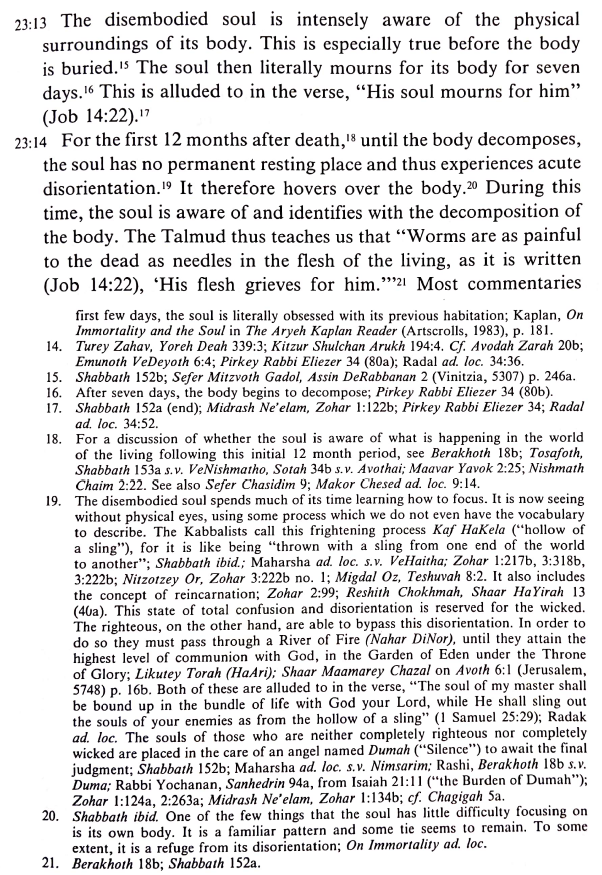 23:13 The disembodied soul is intensely aware of the physical
surroundings of its body. This is especially true before the body
is buried.¹⁵ The soul then literally mourns for its body for seven
days.¹⁶ This is alluded to in the verse, “His soul mourns for him”
(Job 14:22).¹⁷
23:14 For the first 12 months after death,¹⁸ until the body decomposes,
the soul has no permanent resting place and thus experiences acute
disorientation.¹⁹ It therefore hovers over the body.²⁰ During this
time, the soul is aware of and identifies with the decomposition of
the body. The Talmud thus teaches us that “Worms are as painful
to the dead as needles in the flesh of the living, as it is written
(Job 14:22), ‘His flesh grieves for him.’”²¹ Most commentaries
first few days, the soul is literally obsessed with its previous habitation; Kaplan, On
Immortality and the Soul in The Aryeh Kaplan Reader (Artscrolls, 1983), p. 181.
14. Turey Zahav, Yoreh Deah 339:3; Kitzur Shulchan Arukh 194:4. Cf. Avodah Zarah 20b;
Emunoth VeDeyoth 6:4; Pirkey Rabbi Eliezer 34 (80a); Radal ad. loc. 34:36.
15. Shabbath 152b; Sefer Mitzvoth Gadol, Assin DeRabbanan 2 (Vinitzia, 5307) p. 246a.
16. After seven days, the body begins to decompose; Pirkey Rabbi Eliezer 34 (80b).
17. Shabbath 152a (end); Midrash Ne'elam, Zohar 1:122b; Pirkey Rabbi Eliezer 34; Radal
ad. loc. 34:52.
18. For a discussion of whether the soul is aware of what is happening in the world
of the living following this initial 12 month period, see Berakhoth 18b; Tosafoth,
Shabbath 153a s.v. VeNishmatho, Sotah 34b s.v. Avothai; Maavar Yavok 2:25; Nishmath
Chaim 2:22. See also Sefer Chasidim 9; Makor Chesed ad. loc. 9:14.
19. The disembodied soul spends much of its time learning how to focus. It is now seeing
without physical eyes, using some process which we do not even have the vocabulary
to describe. The Kabbalists call this frightening process Kaf HaKela (“hollow of
a sling”), for it is like being “thrown with a sling from one end of the world
to another”; Shabbath ibid.; Maharsha ad. loc. s.v. VeHaitha; Zohar 1:217b, 3:318b,
3:222b; Nitzotzey Or, Zohar 3:222b no. 1; Migdal Oz, Teshuvah 8:2. It also includes
the concept of reincarnation; Zohar 2:99; Reshith Chokhmah, Shaar HaYirah 13
(40a). This state of total confusion and disorientation is reserved for the wicked.
The righteous, on the other hand, are able to bypass this disorientation. In order to
do so they must pass through a River of Fire (Nahar DiNor), until they attain the
highest level of communion with God, in the Garden of Eden under the Throne
of Glory; Likutey Torah (HaAri); Shaar Maamarey Chazal on Avoth 6:1 (Jerusalem,
5748) p. 16b. Both of these are alluded to in the verse, “The soul of my master shall
be bound up in the bundle of life with God your Lord, while He shall sling out
the souls of your enemies as from the hollow of a sling” (1 Samuel 25:29); Radak
ad. loc. The souls of those who are neither completely righteous nor completely
wicked are placed in the care of an angel named Dumah (“Silence”) to await the final
judgment; Shabbath 152b; Maharsha ad. loc. s.v. Nimsarim; Rashi, Berakhoth 18b s.v.
Duma; Rabbi Yochanan, Sanhedrin 94a, from Isaiah 21:11 (“the Burden of Dumah”);
Zohar 1:124a, 2:263a; Midrash Ne'elam, Zohar 1:134b; cf. Chagigah 5a.
20. Shabbath ibid. One of the few things that the soul has little difficulty focusing on
is its own body. It is a familiar pattern and some tie seems to remain. To some
extent, it is a refuge from its disorientation; On Immortality ad. loc.
21. Berakhoth 18b; Shabbath 152a.